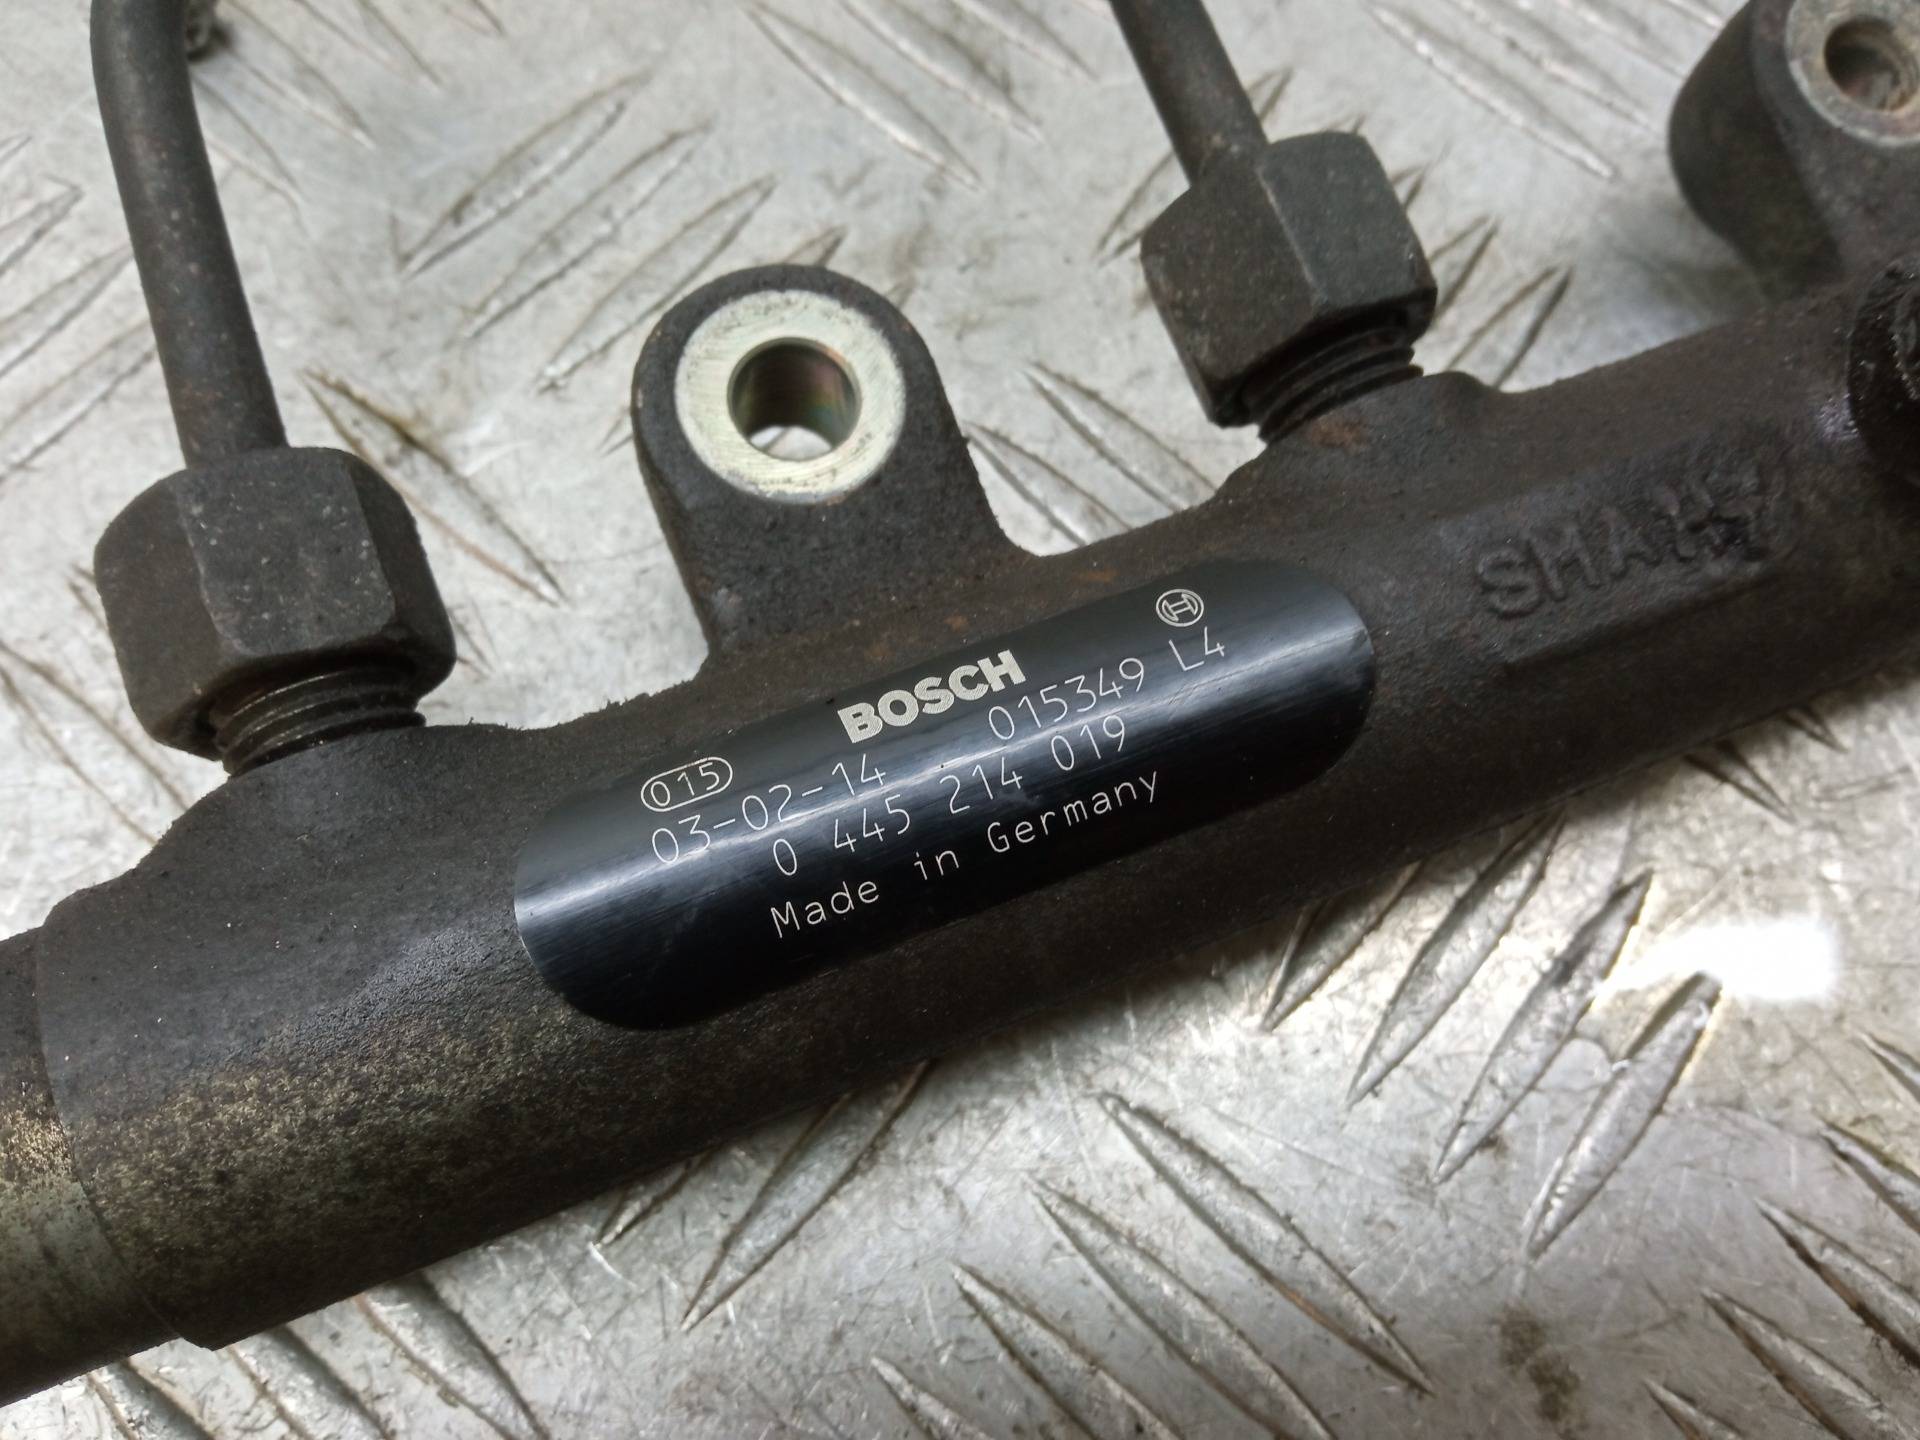 BOSCH
015
03-02-14 015349 L4
0 445 214 019
Made in Germany